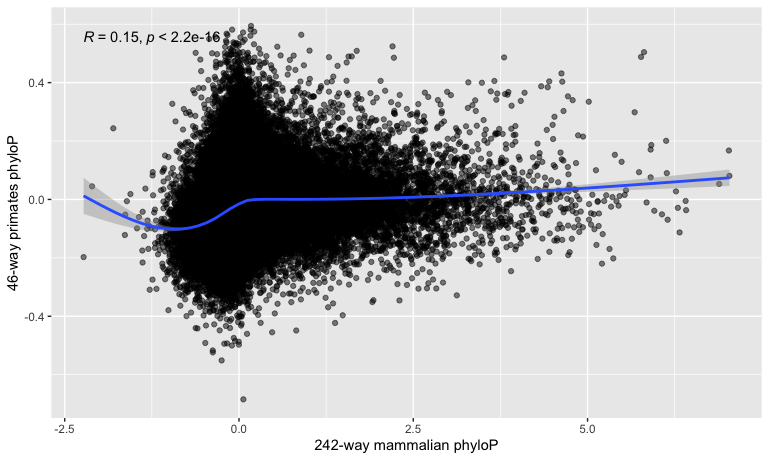 R = 0.15, p < 2.2e-16
0.4
0.0
-0.4
46-way primates phyloP
-2.5
0.0
2.5
5.0
242-way mammalian phyloP